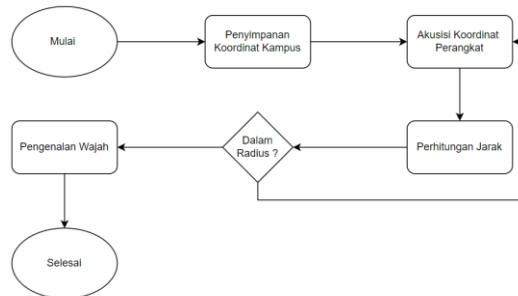 Mulai
Penyimpanan
Koordinat Kampus
Akusisi Koordinat
Perangkat
Pengenalan Wajah
Dalam
Radius ?
Perhitungan Jarak
Selesai